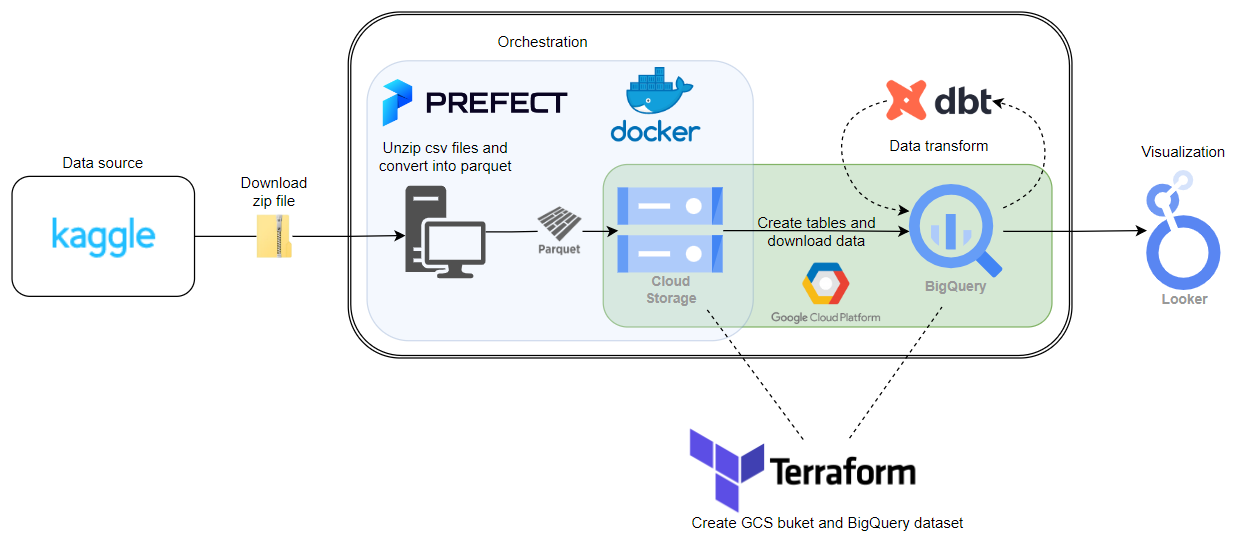 Orchestration
PREFECT
docker
dbt
Unzip csv files and
convert into parquet
Data transform
Data source
Visualization
kaggle
Download
zip file
Parquet
Create tables and
download data
Cloud
Storage
BigQuery
Google Cloud Platform
Looker
Terraform
Create GCS buket and BigQuery dataset